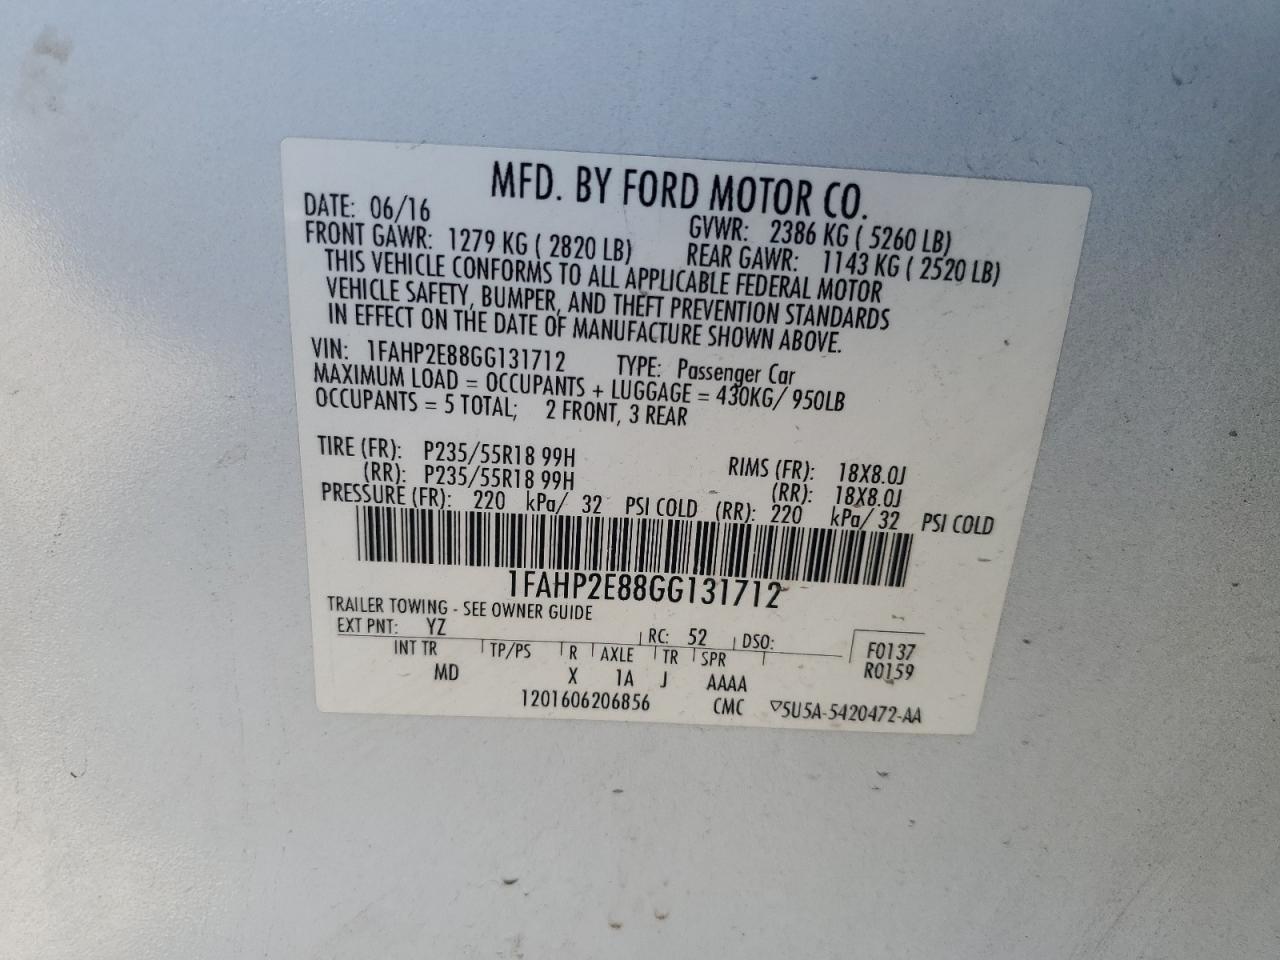 MFD. BY FORD MOTOR CO.
DATE: 06/16 GVWR: 2386 KG ( 5260 LB)
FRONT GAWR: 1279 KG ( 2820 LB) REAR GAWR: 1143 KG ( 2520 LB)
THIS VEHICLE CONFORMS TO ALL APPLICABLE FEDERAL MOTOR
VEHICLE SAFETY, BUMPER, AND THEFT PREVENTION STANDARDS
IN EFFECT ON THE DATE OF MANUFACTURE SHOWN ABOVE.
VIN: 1FAHP2E88GG131712 TYPE: Passenger Car
MAXIMUM LOAD = OCCUPANTS + LUGGAGE = 430KG/ 950LB
OCCUPANTS = 5 TOTAL; 2 FRONT, 3 REAR
TIRE (FR): P235/55R18 99H RIMS (FR): 18X8.0J
(RR): P235/55R18 99H (RR): 18X8.0J
PRESSURE (FR): 220 kPa/ 32 PSI COLD (RR): 220 kPa/ 32 PSI COLD
1FAHP2E88GG131712
TRAILER TOWING - SEE OWNER GUIDE
EXT PNT: YZ RC: 52 DSO: F0137
INT TR TP/PS R AXLE TR SPR R0159
MD X 1A J AAAA
1201606206856 CMC ▽5U5A-5420472-AA